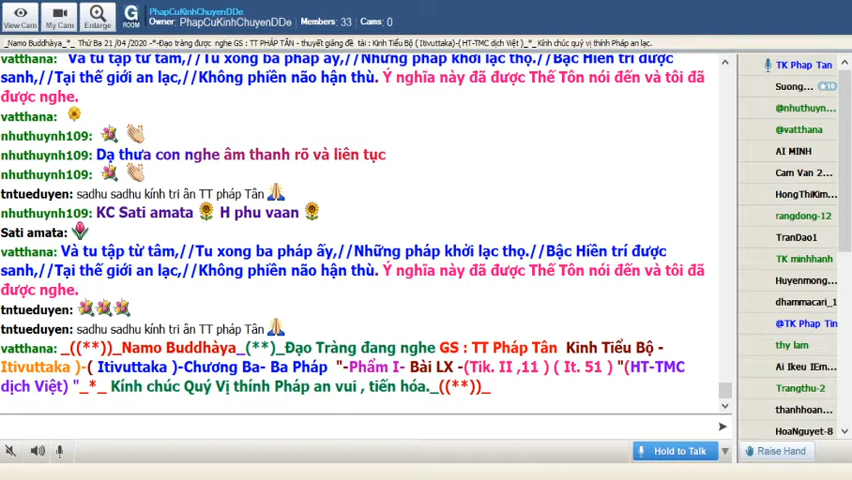 View Cam
My Cam
Enlarge
G
ROOM
PhapCuKinhChuyenDDe
Owner: PhapCuKinhChuyenDDe Members: 33 Cams: 0
_Namo Buddhàya_*_ Thứ Ba 21 /04 /2020 -*-Đạo tràng được nghe GS : TT PHÁP TÂN - thuyết giảng đề tài : Kinh Tiểu Bộ ( Itivuttaka)-( HT-TMC dịch Việt )_*_ Kính chúc quý vị thính Pháp an lạc.
vatthana: Và tu tập từ tâm,//Tu xong ba pháp ấy,//Những pháp khởi lạc thọ.//Bậc Hiền trí được
sanh,//Tại thế giới an lạc,//Không phiền não hận thù. Ý nghĩa này đã được Thế Tôn nói đến và tôi đã
được nghe.
vatthana:
nhuthuynh109:
nhuthuynh109: Dạ thưa con nghe âm thanh rõ và liên tục
nhuthuynh109:
tntueduyen: sadhu sadhu kính tri ân TT pháp Tân
nhuthuynh109: KC Sati amata H phu vaan
Sati amata:
vatthana: Và tu tập từ tâm,//Tu xong ba pháp ấy,//Những pháp khởi lạc thọ.//Bậc Hiền trí được
sanh,//Tại thế giới an lạc,//Không phiền não hận thù. Ý nghĩa này đã được Thế Tôn nói đến và tôi đã
được nghe.
tntueduyen:
tntueduyen: sadhu sadhu kính tri ân TT pháp Tân
vatthana: _((**))_Namo Buddhàya_(**)_Đạo Tràng đang nghe GS : TT Pháp Tân Kinh Tiểu Bộ -
Itivuttaka )-( Itivuttaka )-Chương Ba- Ba Pháp "-Phẩm I- Bài LX -(Tik. II ,11 ) ( It. 51 ) "(HT-TMC
dịch Việt) "_*_ Kính chúc Quý Vị thính Pháp an vui , tiến hóa._((**))_
TK Phap Tan
Suong... 10
@nhuthuyn...
@vatthana
AI MINH
Cam Van 2...
HongThiKim...
rangdong-12
TranDao1
TK minhhanh
Huyenmong...
dhammacari_1
@TK Phap Tin
thy lam
Ai Ikeu IEm...
Trangthu-2
thanhhoan...
HoaNguyet-8
Hold to Talk
Raise Hand